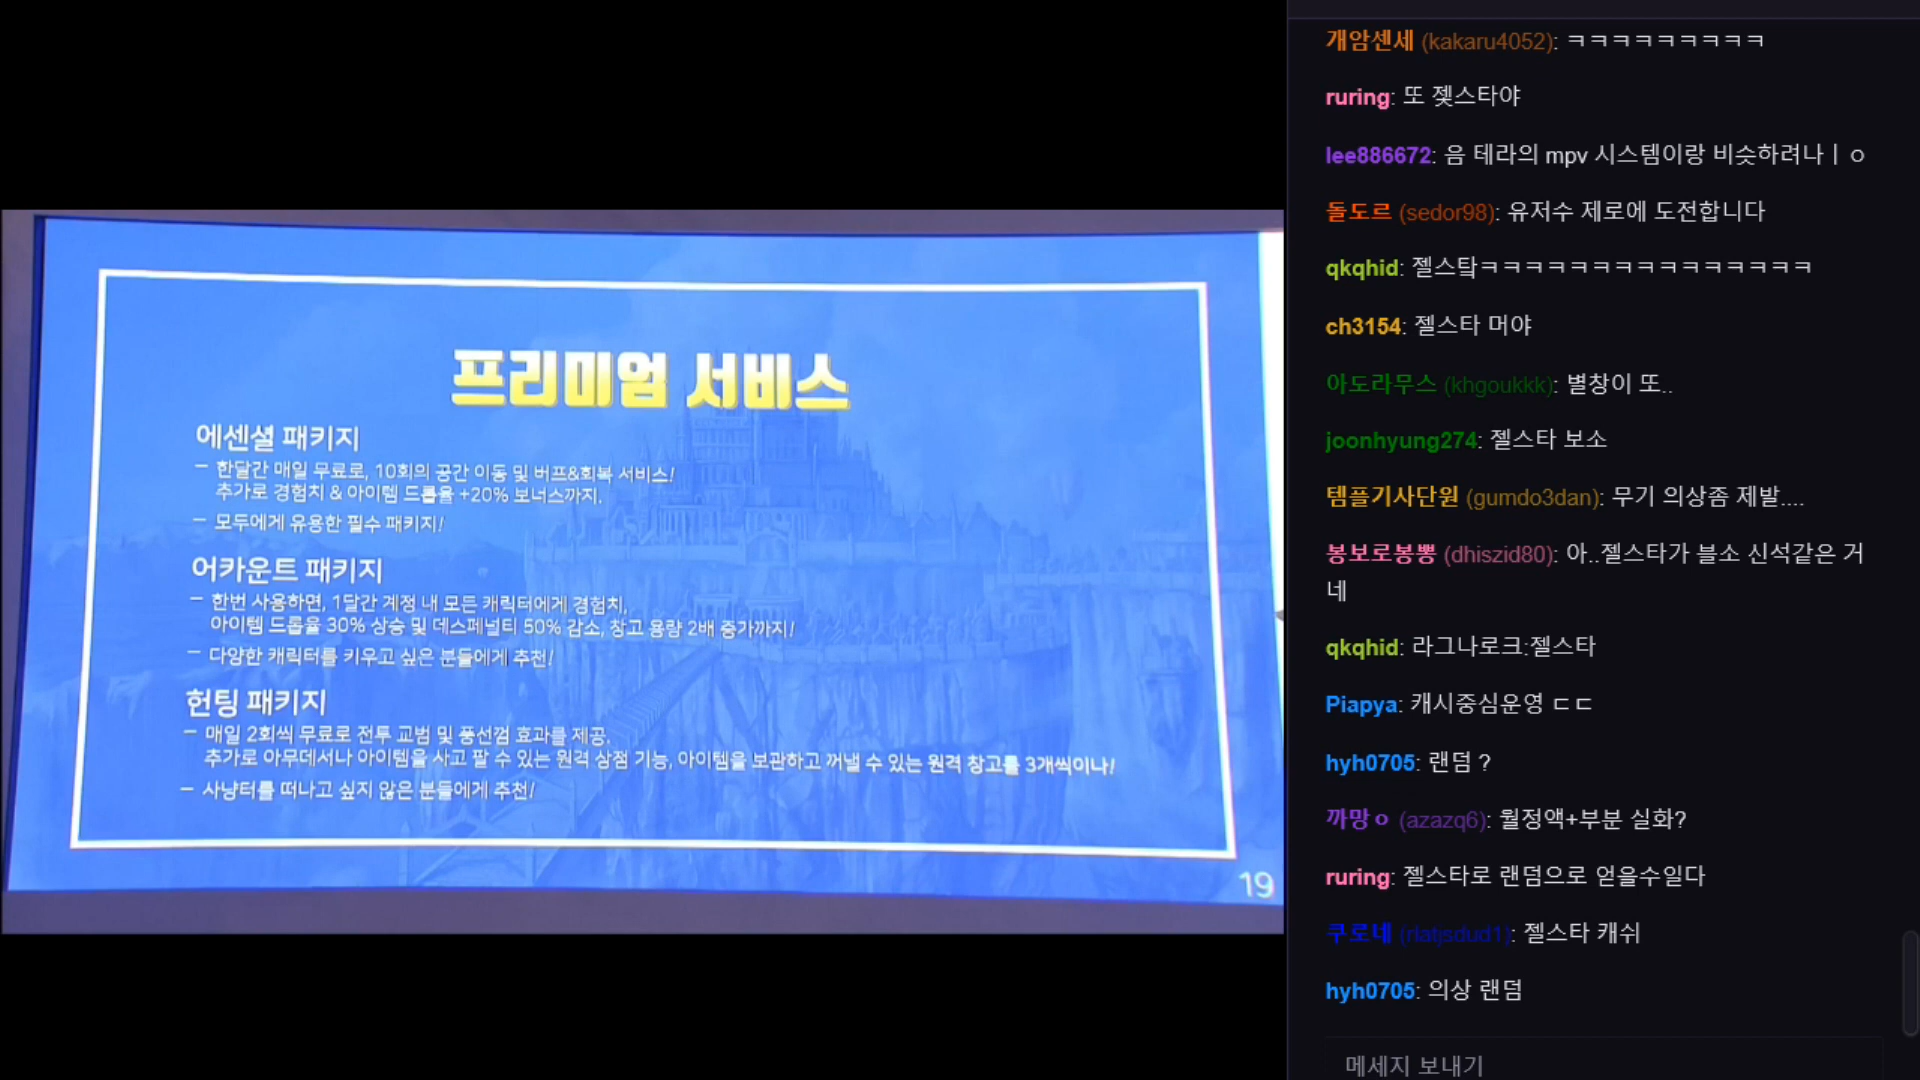 프리미엄 서비스
에센셜 패키지
– 한달간 매일 무료로, 10회의 공간 이동 및 버프&회복 서비스!
추가로 경험치 & 아이템 드롭율 +20% 보너스까지.
– 모두에게 유용한 필수 패키지!
어카운트 패키지
– 한번 사용하면, 1달간 계정 내 모든 캐릭터에게 경험치,
아이템 드롭율 30% 상승 및 데스페널티 50% 감소, 창고 용량 2배 증가까지!
– 다양한 캐릭터를 키우고 싶은 분들에게 추천!
헌팅 패키지
– 매일 2회씩 무료로 전투 교범 및 풍선껌 효과를 제공.
추가로 아무데서나 아이템을 사고 팔 수 있는 원격 상점 기능, 아이템을 보관하고 꺼낼 수 있는 원격 창고를 3개씩이나!
– 사냥터를 떠나고 싶지 않은 분들에게 추천!
19
개암센세 (kakaru4052): ㅋㅋㅋㅋㅋㅋㅋㅋㅋ
ruring: 또 젯스타야
lee886672: 음 테라의 mpv 시스템이랑 비슷하려나ㅣㅇ
돌도르 (sedor98): 유저수 제로에 도전합니다
qkqhid: 젤스탘ㅋㅋㅋㅋㅋㅋㅋㅋㅋㅋㅋㅋㅋㅋㅋ
ch3154: 젤스타 머야
아도라무스 (khgoukkk): 별창이 또..
joonhyung274: 젤스타 보소
템플기사단원 (gumdo3dan): 무기 의상좀 제발....
봉보로봉뽕 (dhiszid80): 아..젤스타가 블소 신석같은 거
네
qkqhid: 라그나로크:젤스타
Piapya: 캐시중심운영 ㄷㄷ
hyh0705: 랜덤 ?
까망ㅇ (azazq6): 월정액+부분 실화?
ruring: 젤스타로 랜덤으로 얻을수일다
쿠로네 (rlatjsdud1): 젤스타 캐쉬
hyh0705: 의상 랜덤
메세지 보내기